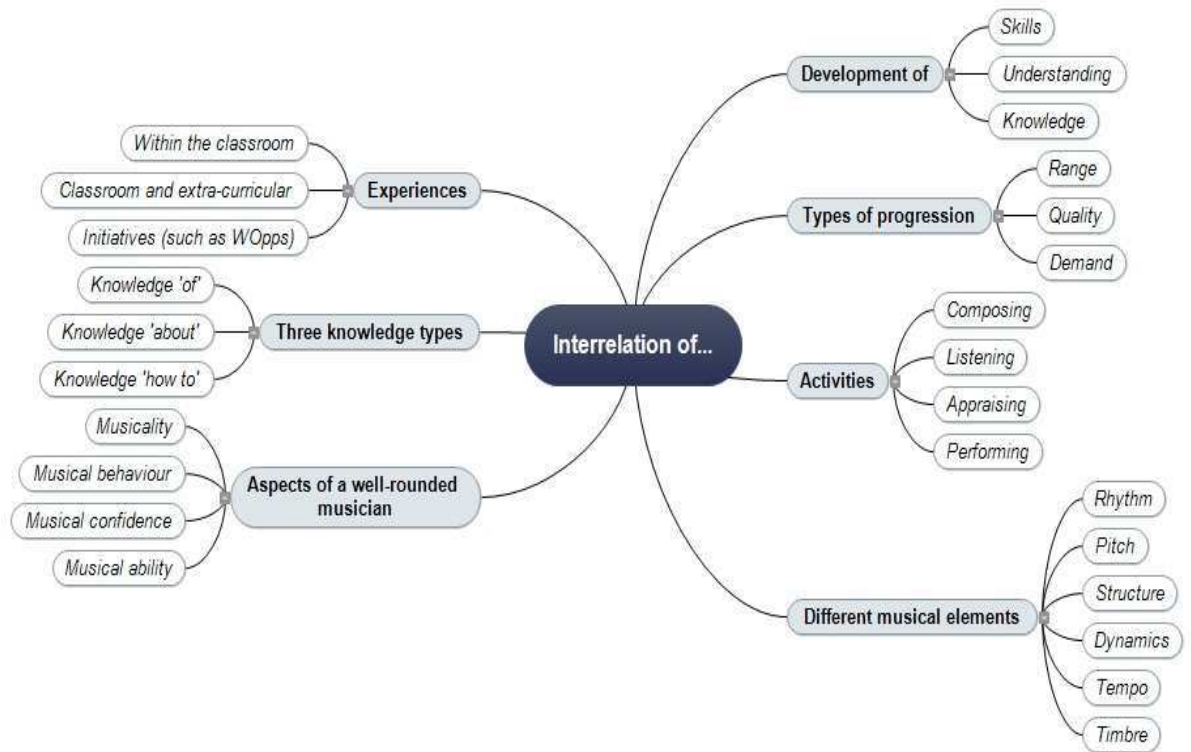 Interrelation of...
Development of
Skills
Understanding
Knowledge
Types of progression
Range
Quality
Demand
Activities
Composing
Listening
Appraising
Performing
Different musical elements
Rhythm
Pitch
Structure
Dynamics
Tempo
Timbre
Experiences
Within the classroom
Classroom and extra-curricular
Initiatives (such as WOpps)
Three knowledge types
Knowledge 'of'
Knowledge 'about'
Knowledge 'how to'
Aspects of a well-rounded
musician
Musicality
Musical behaviour
Musical confidence
Musical ability